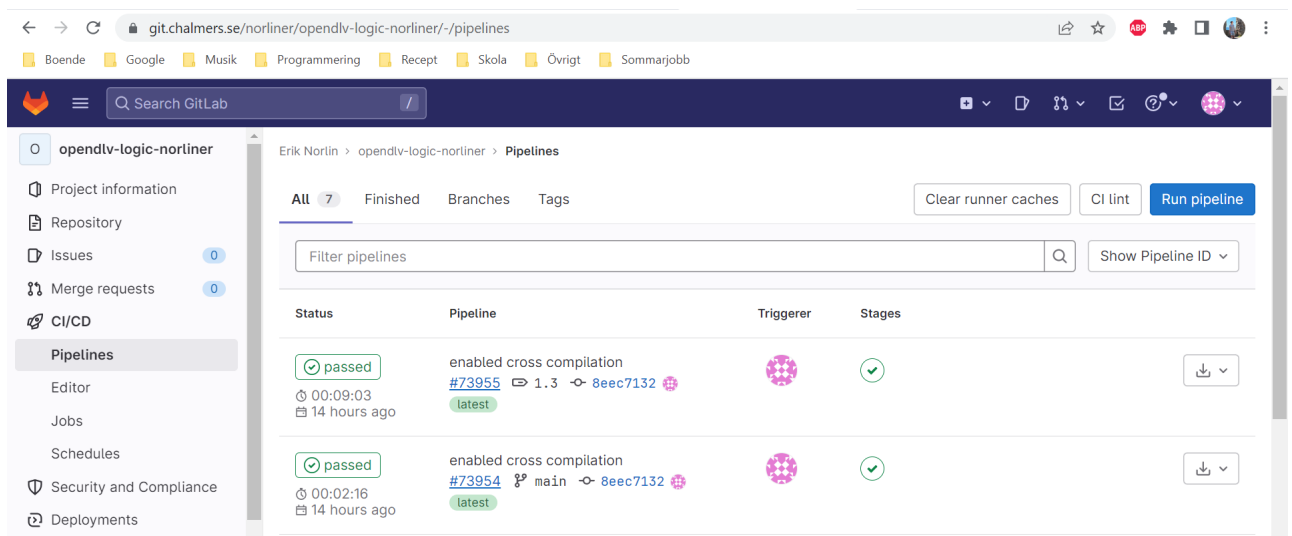 git.chalmers.se/norliner/opendlv-logic-norliner/-/pipelines
ABP
Boende Google Musik Programmering Recept Skola Övrigt Sommarjobb
Search GitLab /
O opendlv-logic-norliner
Project information
Repository
Issues 0
Merge requests 0
CI/CD
Pipelines
Editor
Jobs
Schedules
Security and Compliance
Deployments
Erik Norlin > opendlv-logic-norliner > Pipelines
All 7 Finished Branches Tags Clear runner caches CI lint Run pipeline
Filter pipelines Show Pipeline ID
Status Pipeline Triggerer Stages
passed enabled cross compilation
#73955 1.3 8eec7132
00:09:03 latest
14 hours ago
passed enabled cross compilation
#73954 main 8eec7132
00:02:16 latest
14 hours ago